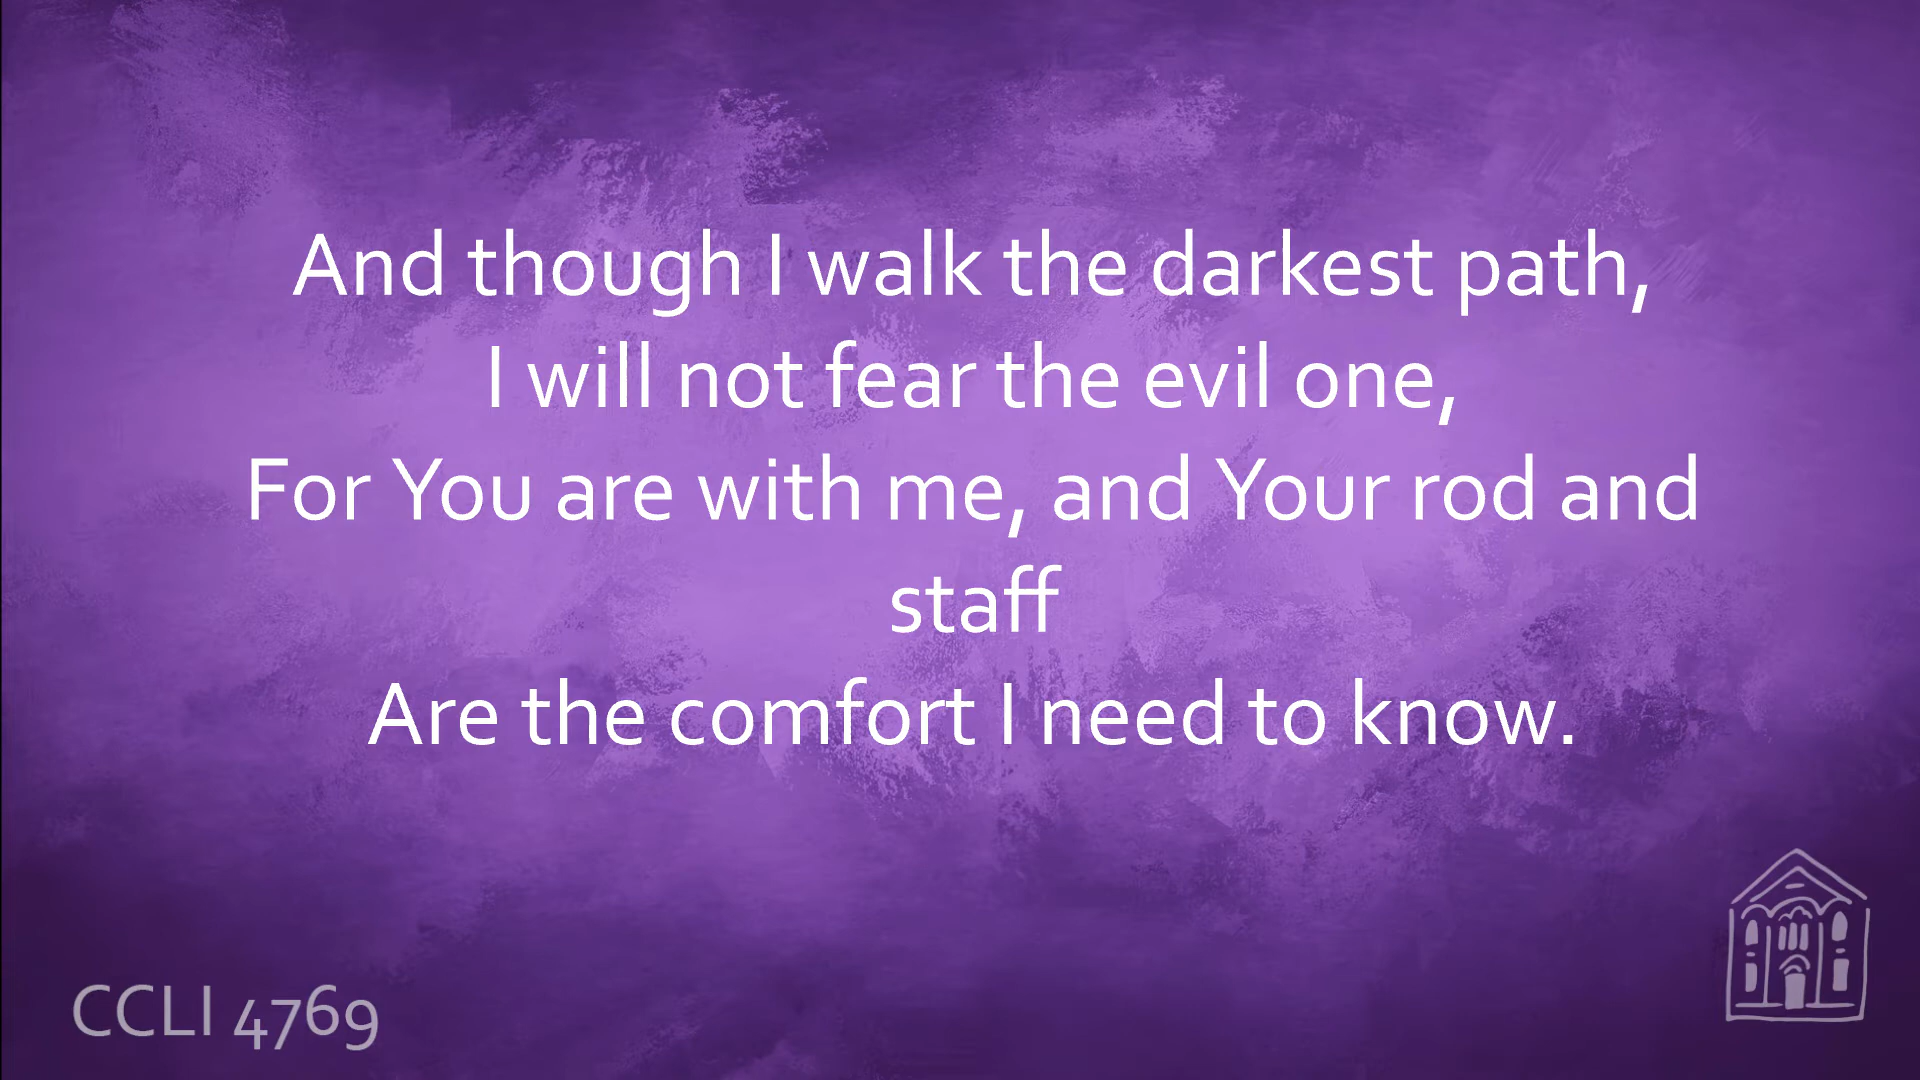 And though I walk the darkest path,
I will not fear the evil one,
For You are with me, and Your rod and
staff
Are the comfort I need to know.
CCLI 4769